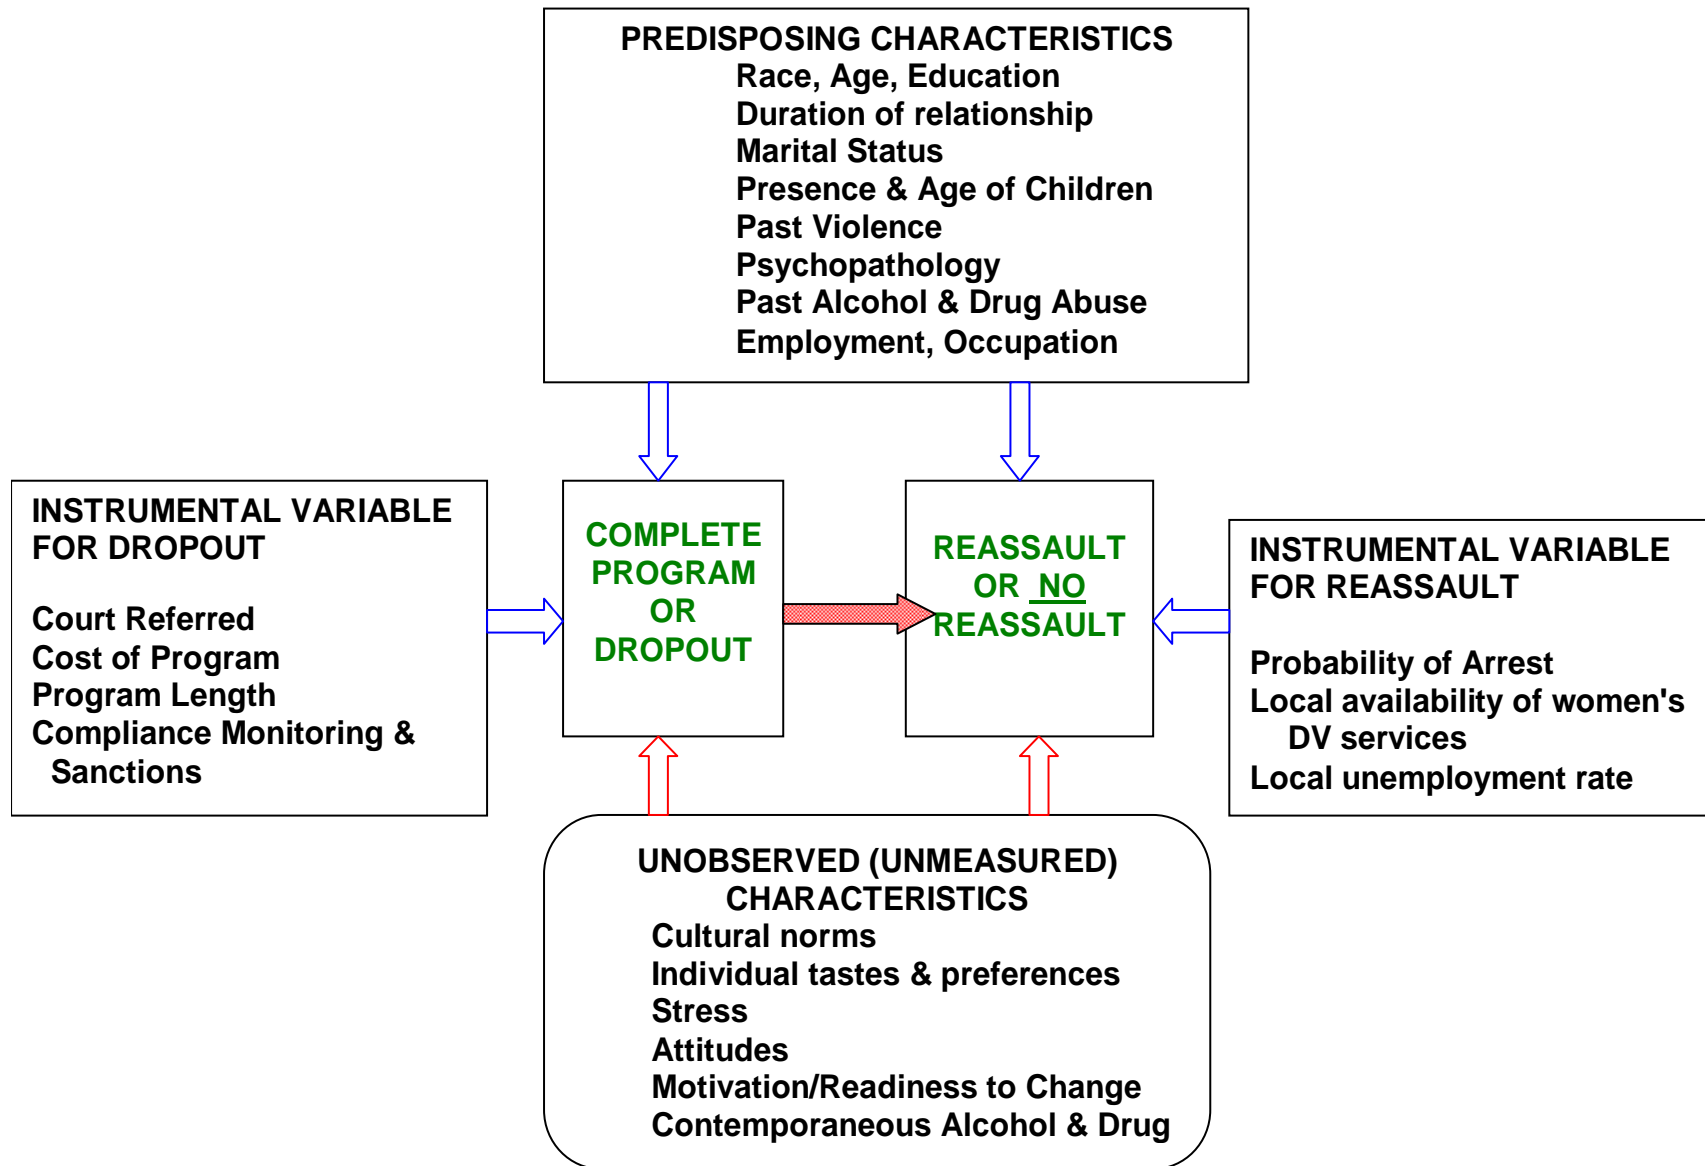 PREDISPOSING CHARACTERISTICS
Race, Age, Education
Duration of relationship
Marital Status
Presence & Age of Children
Past Violence
Psychopathology
Past Alcohol & Drug Abuse
Employment, Occupation
INSTRUMENTAL VARIABLE
FOR DROPOUT
Court Referred
Cost of Program
Program Length
Compliance Monitoring &
Sanctions
COMPLETE
PROGRAM
OR
DROPOUT
REASSAULT
OR NO
REASSAULT
INSTRUMENTAL VARIABLE
FOR REASSAULT
Probability of Arrest
Local availability of women's
DV services
Local unemployment rate
UNOBSERVED (UNMEASURED)
CHARACTERISTICS
Cultural norms
Individual tastes & preferences
Stress
Attitudes
Motivation/Readiness to Change
Contemporaneous Alcohol & Drug